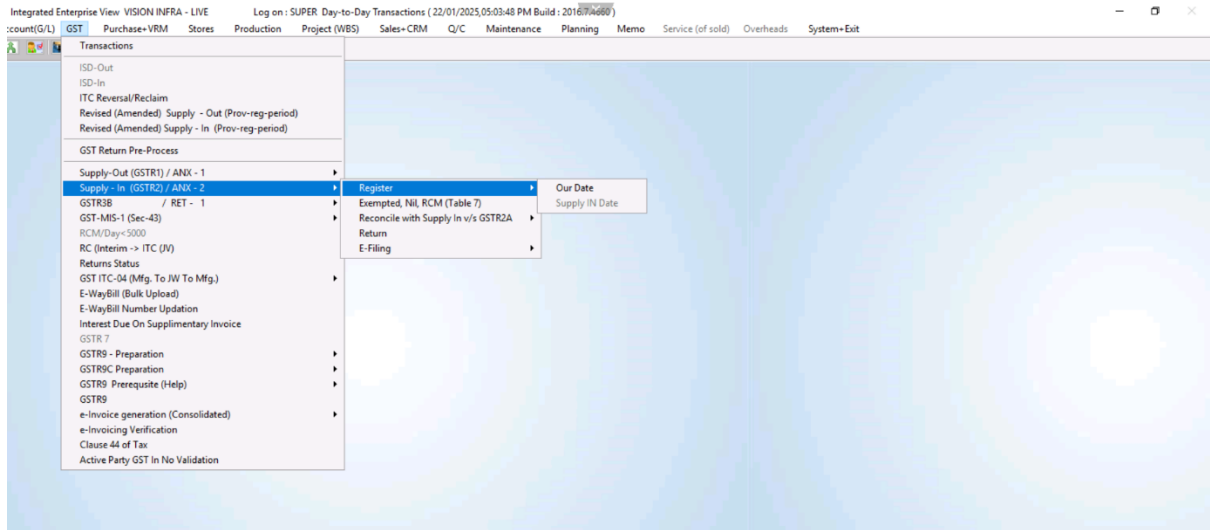 Integrated Enterprise View VISION INFRA - LIVE Log on : SUPER Day-to-Day Transactions ( 22/01/2025,05:03:48 PM Build : 2016.7.4660 )
:count(G/L) GST Purchase+VRM Stores Production Project (WBS) Sales+CRM Q/C Maintenance Planning Memo Service (of sold) Overheads System+Exit
Transactions
ISD-Out
ISD-In
ITC Reversal/Reclaim
Revised (Amended) Supply - Out (Prov-reg-period)
Revised (Amended) Supply - In (Prov-reg-period)
GST Return Pre-Process
Supply-Out (GSTR1) / ANX - 1
Supply - In (GSTR2) / ANX - 2 Register Our Date
GSTR3B / RET - 1 Exempted, Nil, RCM (Table 7) Supply IN Date
GST-MIS-1 (Sec-43) Reconcile with Supply In v/s GSTR2A
RCM/Day<5000 Return
RC (Interim -> ITC (JV) E-Filing
Returns Status
GST ITC-04 (Mfg. To JW To Mfg.)
E-WayBill (Bulk Upload)
E-WayBill Number Updation
Interest Due On Supplimentary Invoice
GSTR 7
GSTR9 - Preparation
GSTR9C Preparation
GSTR9 Prerequsite (Help)
GSTR9
e-Invoice generation (Consolidated)
e-Invoicing Verification
Clause 44 of Tax
Active Party GST In No Validation